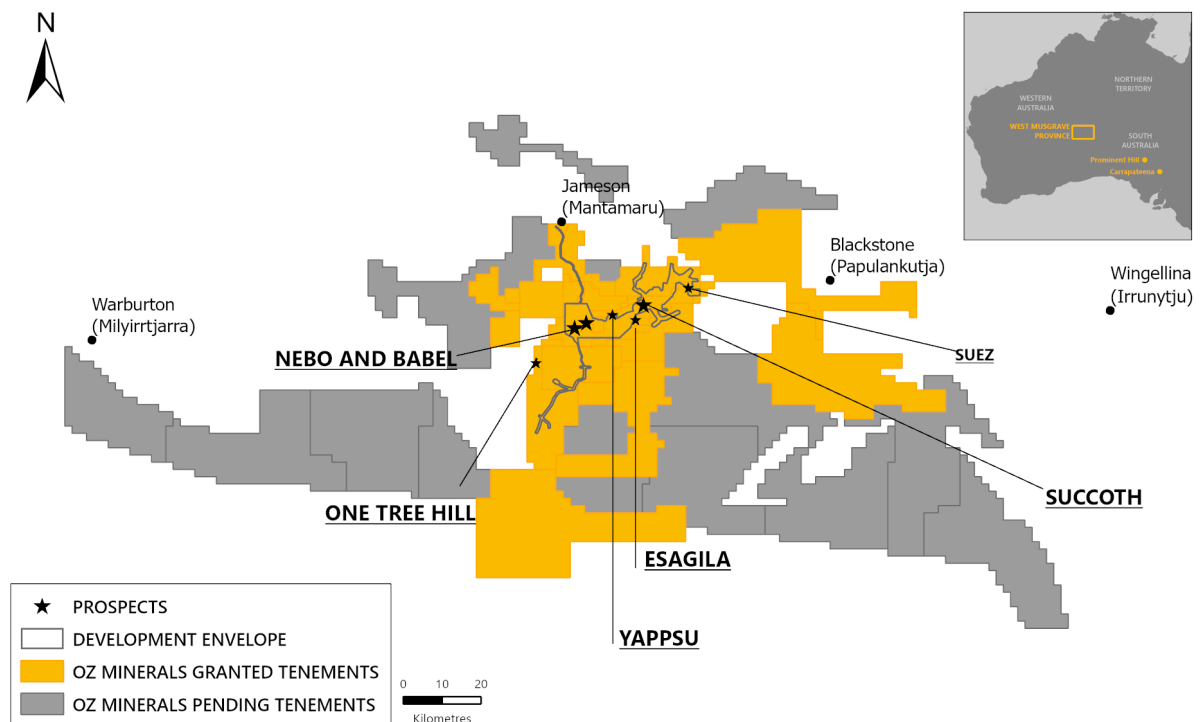 N
NORTHERN
TERRITORY
WESTERN
AUSTRALIA
WEST MUSGRAVE
PROVINCE
SOUTH
AUSTRALIA
Prominent Hill
Carrapateena
Jameson
(Mantamaru)
Blackstone
(Papulankutja)
Wingellina
(Irrunytju)
Warburton
(Milyirrtjarra)
NEBO AND BABEL
SUEZ
SUCCOTH
ONE TREE HILL
ESAGILA
YAPPSU
PROSPECTS
DEVELOPMENT ENVELOPE
OZ MINERALS GRANTED TENEMENTS
OZ MINERALS PENDING TENEMENTS
0 10 20
Kilometres